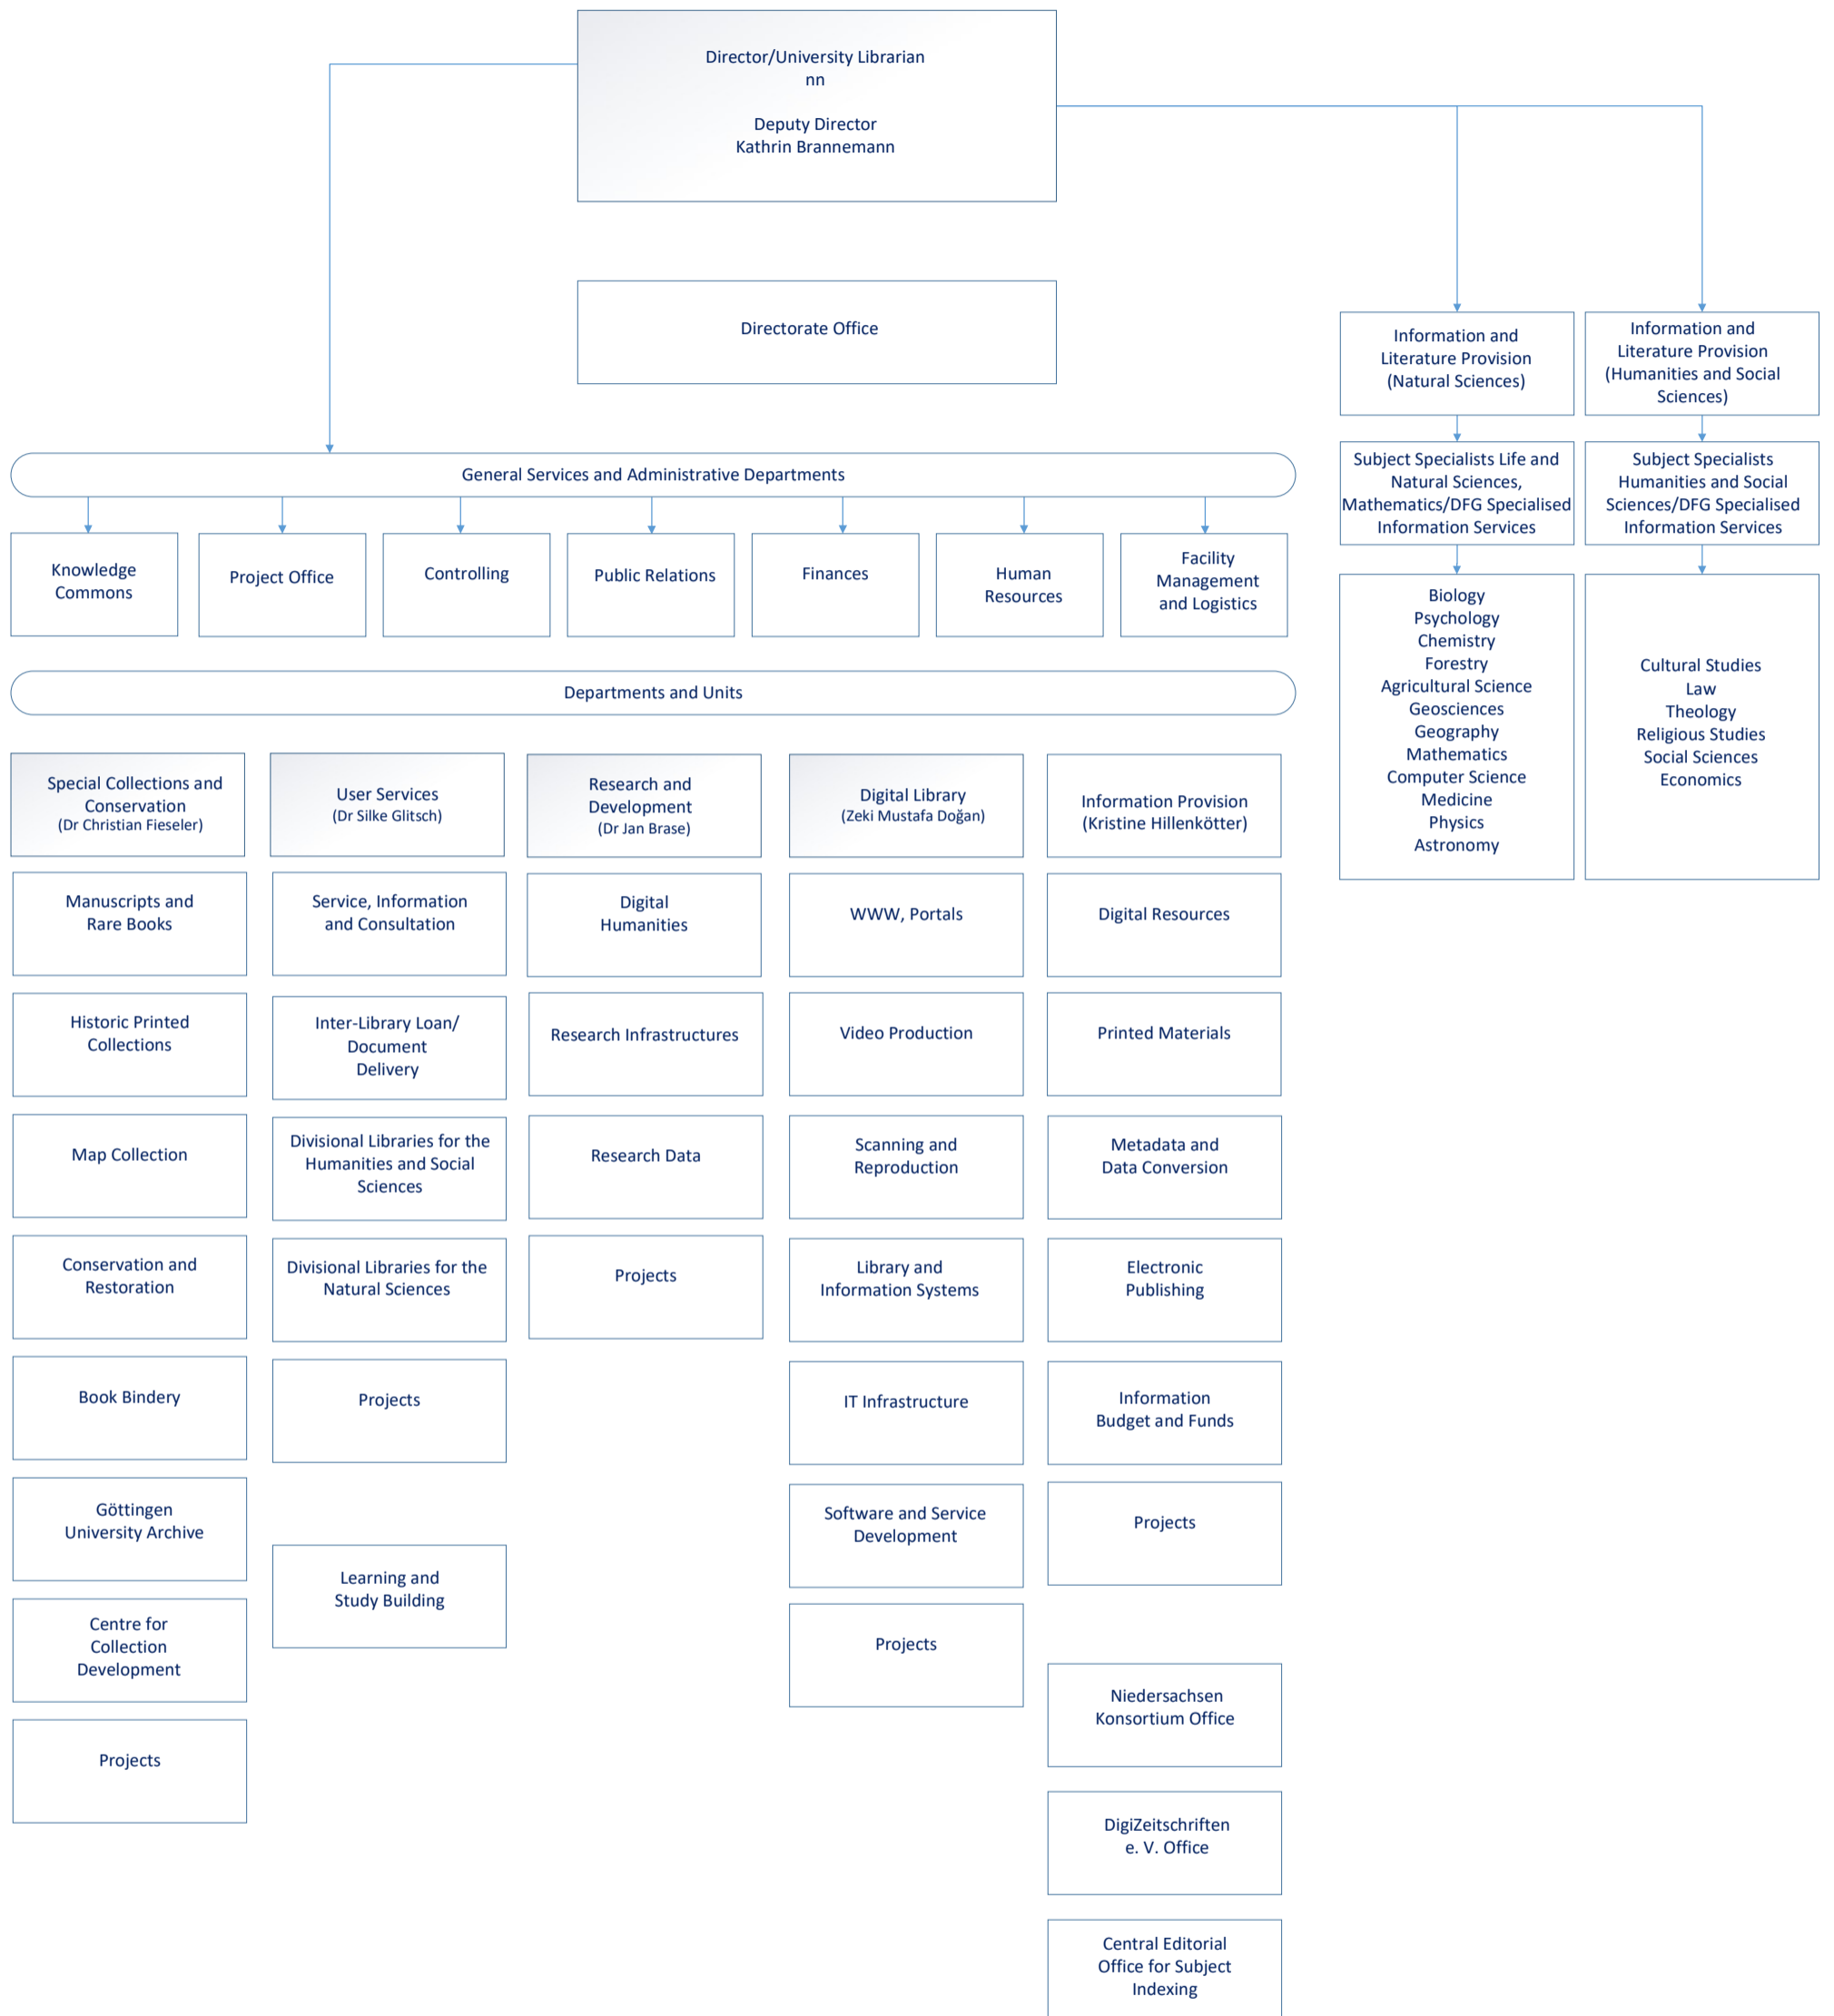 Director/University Librarian
nn
Deputy Director
Kathrin Brannemann
Directorate Office
Information and
Literature Provision
(Natural Sciences)
Information and
Literature Provision
(Humanities and Social
Sciences)
Subject Specialists Life and
Natural Sciences,
Mathematics/DFG Specialised
Information Services
Subject Specialists
Humanities and Social
Sciences/DFG Specialised
Information Services
Biology
Psychology
Chemistry
Forestry
Agricultural Science
Geosciences
Geography
Mathematics
Computer Science
Medicine
Physics
Astronomy
Cultural Studies
Law
Theology
Religious Studies
Social Sciences
Economics
General Services and Administrative Departments
Knowledge
Commons
Project Office
Controlling
Public Relations
Finances
Human
Resources
Facility
Management
and Logistics
Departments and Units
Special Collections and
Conservation
(Dr Christian Fieseler)
Manuscripts and
Rare Books
Historic Printed
Collections
Map Collection
Conservation and
Restoration
Book Bindery
Göttingen
University Archive
Centre for
Collection
Development
Projects
User Services
(Dr Silke Glitsch)
Service, Information
and Consultation
Inter-Library Loan/
Document
Delivery
Divisional Libraries for the
Humanities and Social
Sciences
Divisional Libraries for the
Natural Sciences
Projects
Learning and
Study Building
Research and
Development
(Dr Jan Brase)
Digital
Humanities
Research Infrastructures
Research Data
Projects
Digital Library
(Zeki Mustafa Doğan)
WWW, Portals
Video Production
Scanning and
Reproduction
Library and
Information Systems
IT Infrastructure
Software and Service
Development
Projects
Information Provision
(Kristine Hillenkötter)
Digital Resources
Printed Materials
Metadata and
Data Conversion
Electronic
Publishing
Information
Budget and Funds
Projects
Niedersachsen
Konsortium Office
DigiZeitschriften
e. V. Office
Central Editorial
Office for Subject
Indexing